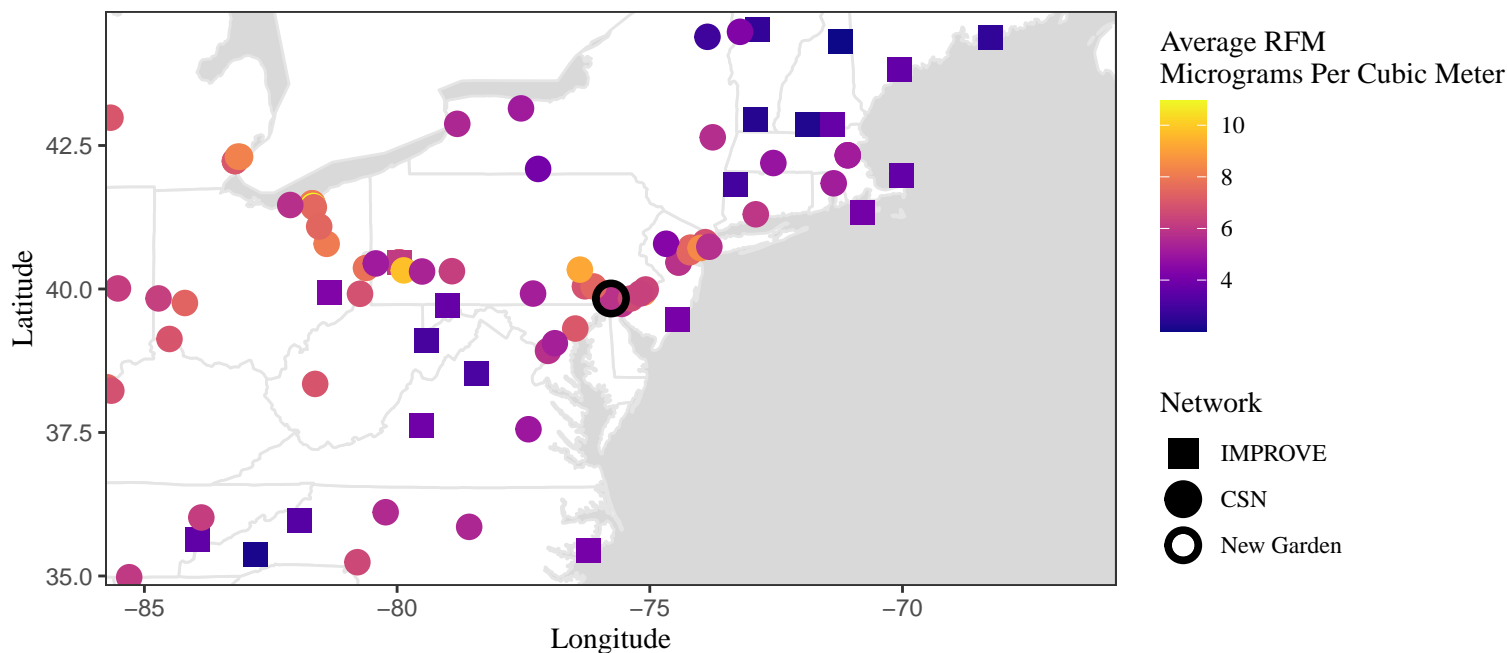 42.5
40.0
37.5
35.0
Latitude
−85
−80
−75
−70
Longitude
Average RFM
Micrograms Per Cubic Meter
10
8
6
4
Network
IMPROVE
CSN
New Garden